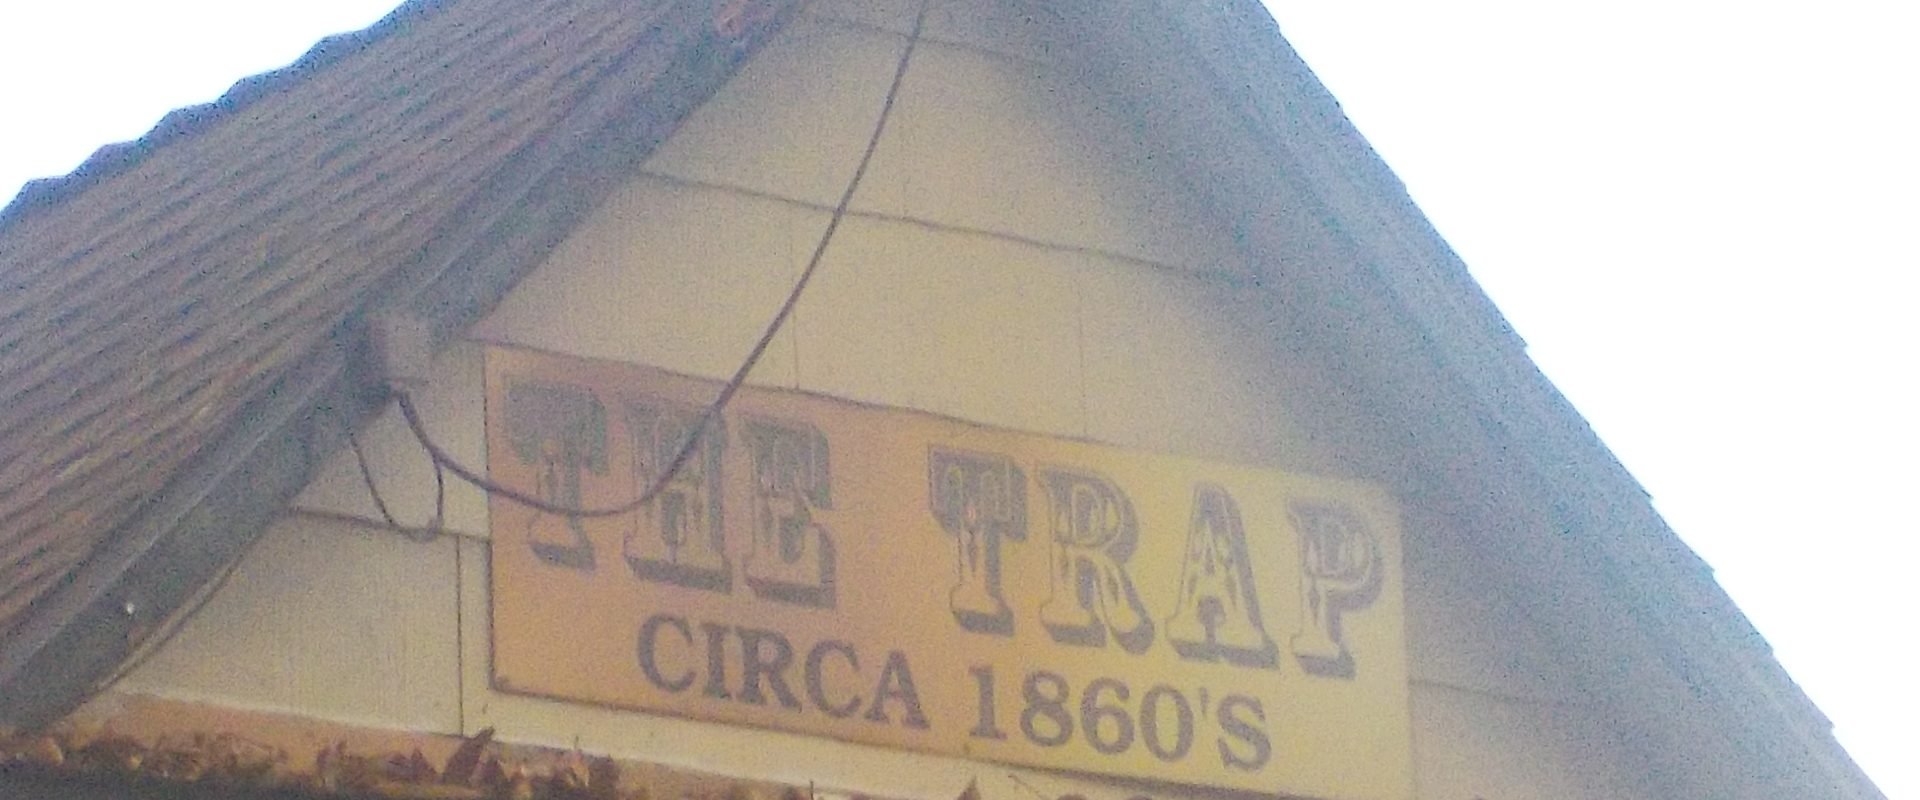 THE TRAP
CIRCA 1860'S